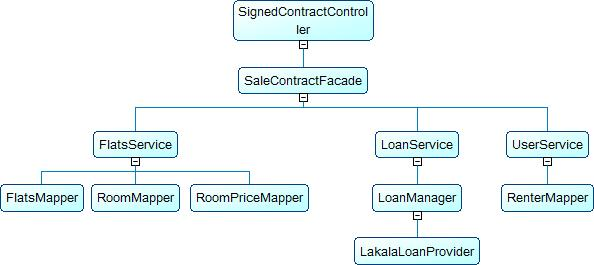 SignedContractControl
ler
SaleContractFacade
FlatsService
LoanService
UserService
FlatsMapper
RoomMapper
RoomPriceMapper
LoanManager
RenterMapper
LakalaLoanProvider